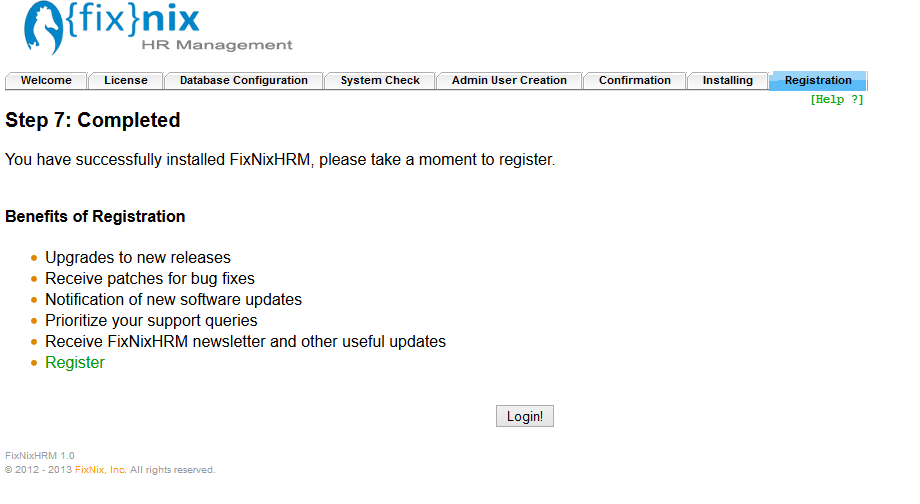 {fix}nix
HR Management
Welcome License Database Configuration System Check Admin User Creation Confirmation Installing Registration
[Help ?]
Step 7: Completed
You have successfully installed FixNixHRM, please take a moment to register.
Benefits of Registration
Upgrades to new releases
Receive patches for bug fixes
Notification of new software updates
Prioritize your support queries
Receive FixNixHRM newsletter and other useful updates
Register
Login!
FixNixHRM 1.0
© 2012 - 2013 FixNix, Inc. All rights reserved.